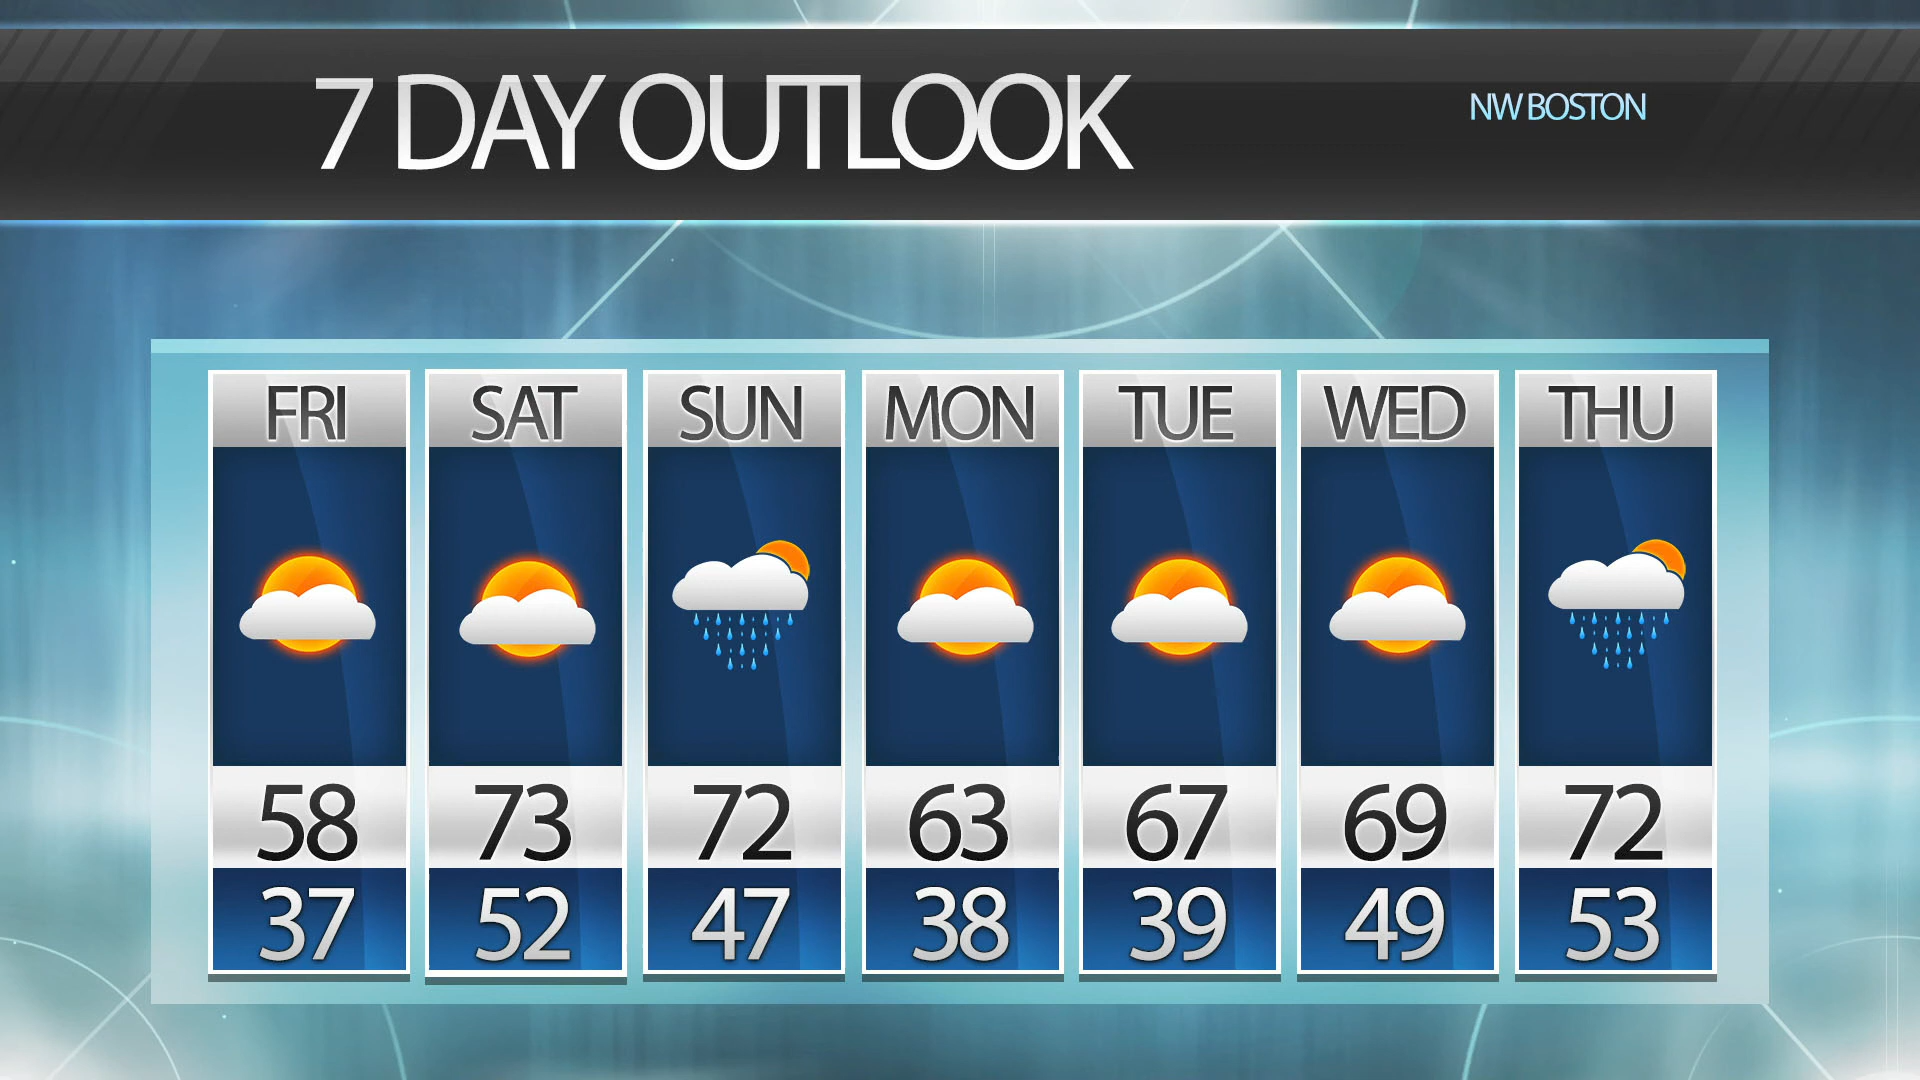 7 DAY OUTLOOK
NW BOSTON
FRI SAT SUN MON TUE WED THU
58 73 72 63 67 69 72
37 52 47 38 39 49 53